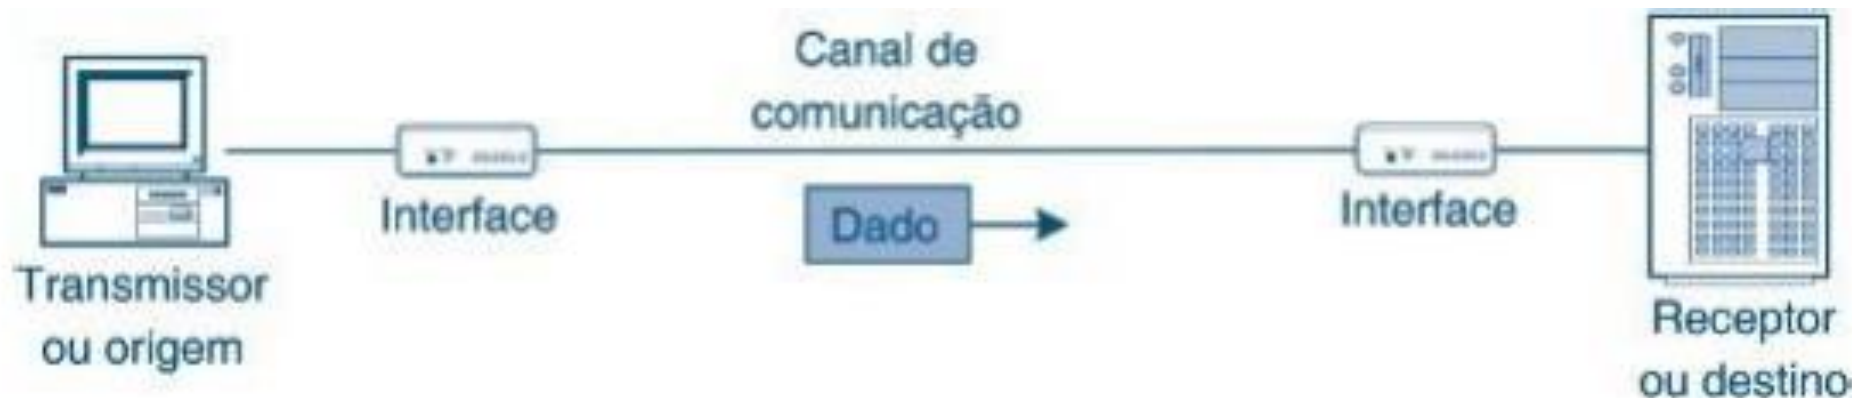 Canal de
comunicação
Interface
Interface
Dado
Transmissor
ou origem
Receptor
ou destino